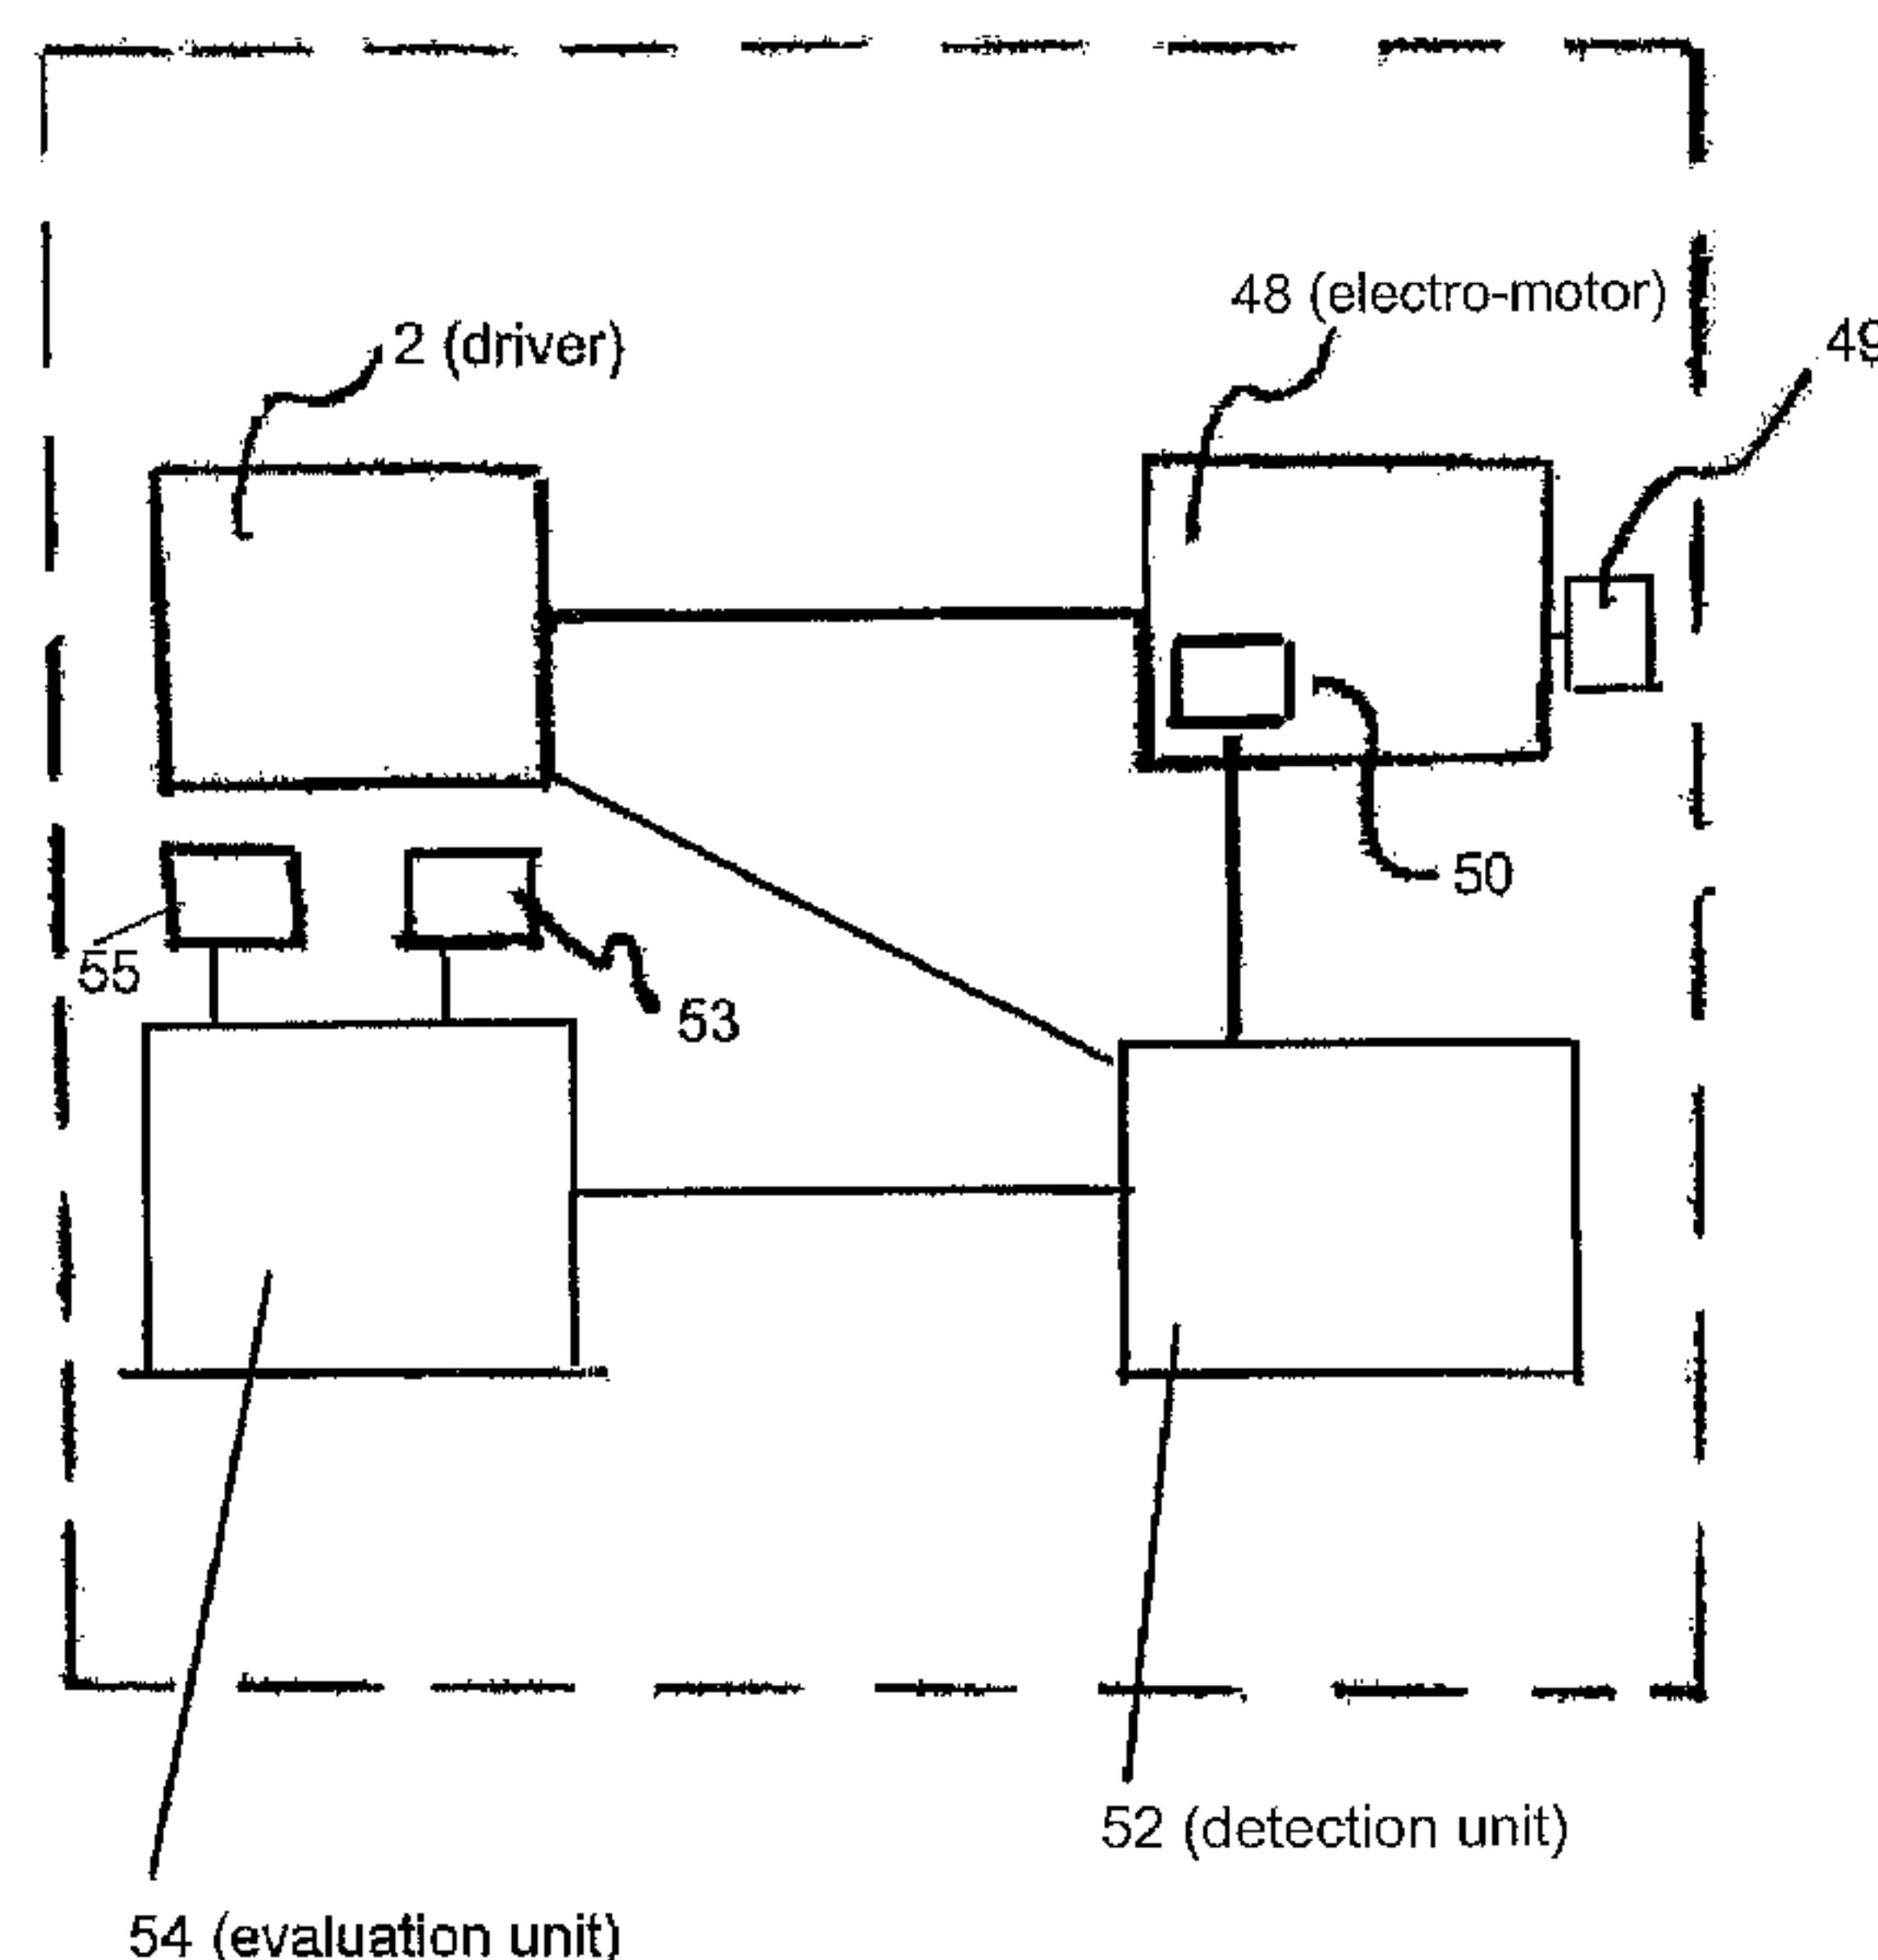 48 (electro-motor)
2 (driver)
49
50
55
53
52 (detection unit)
54 (evaluation unit)